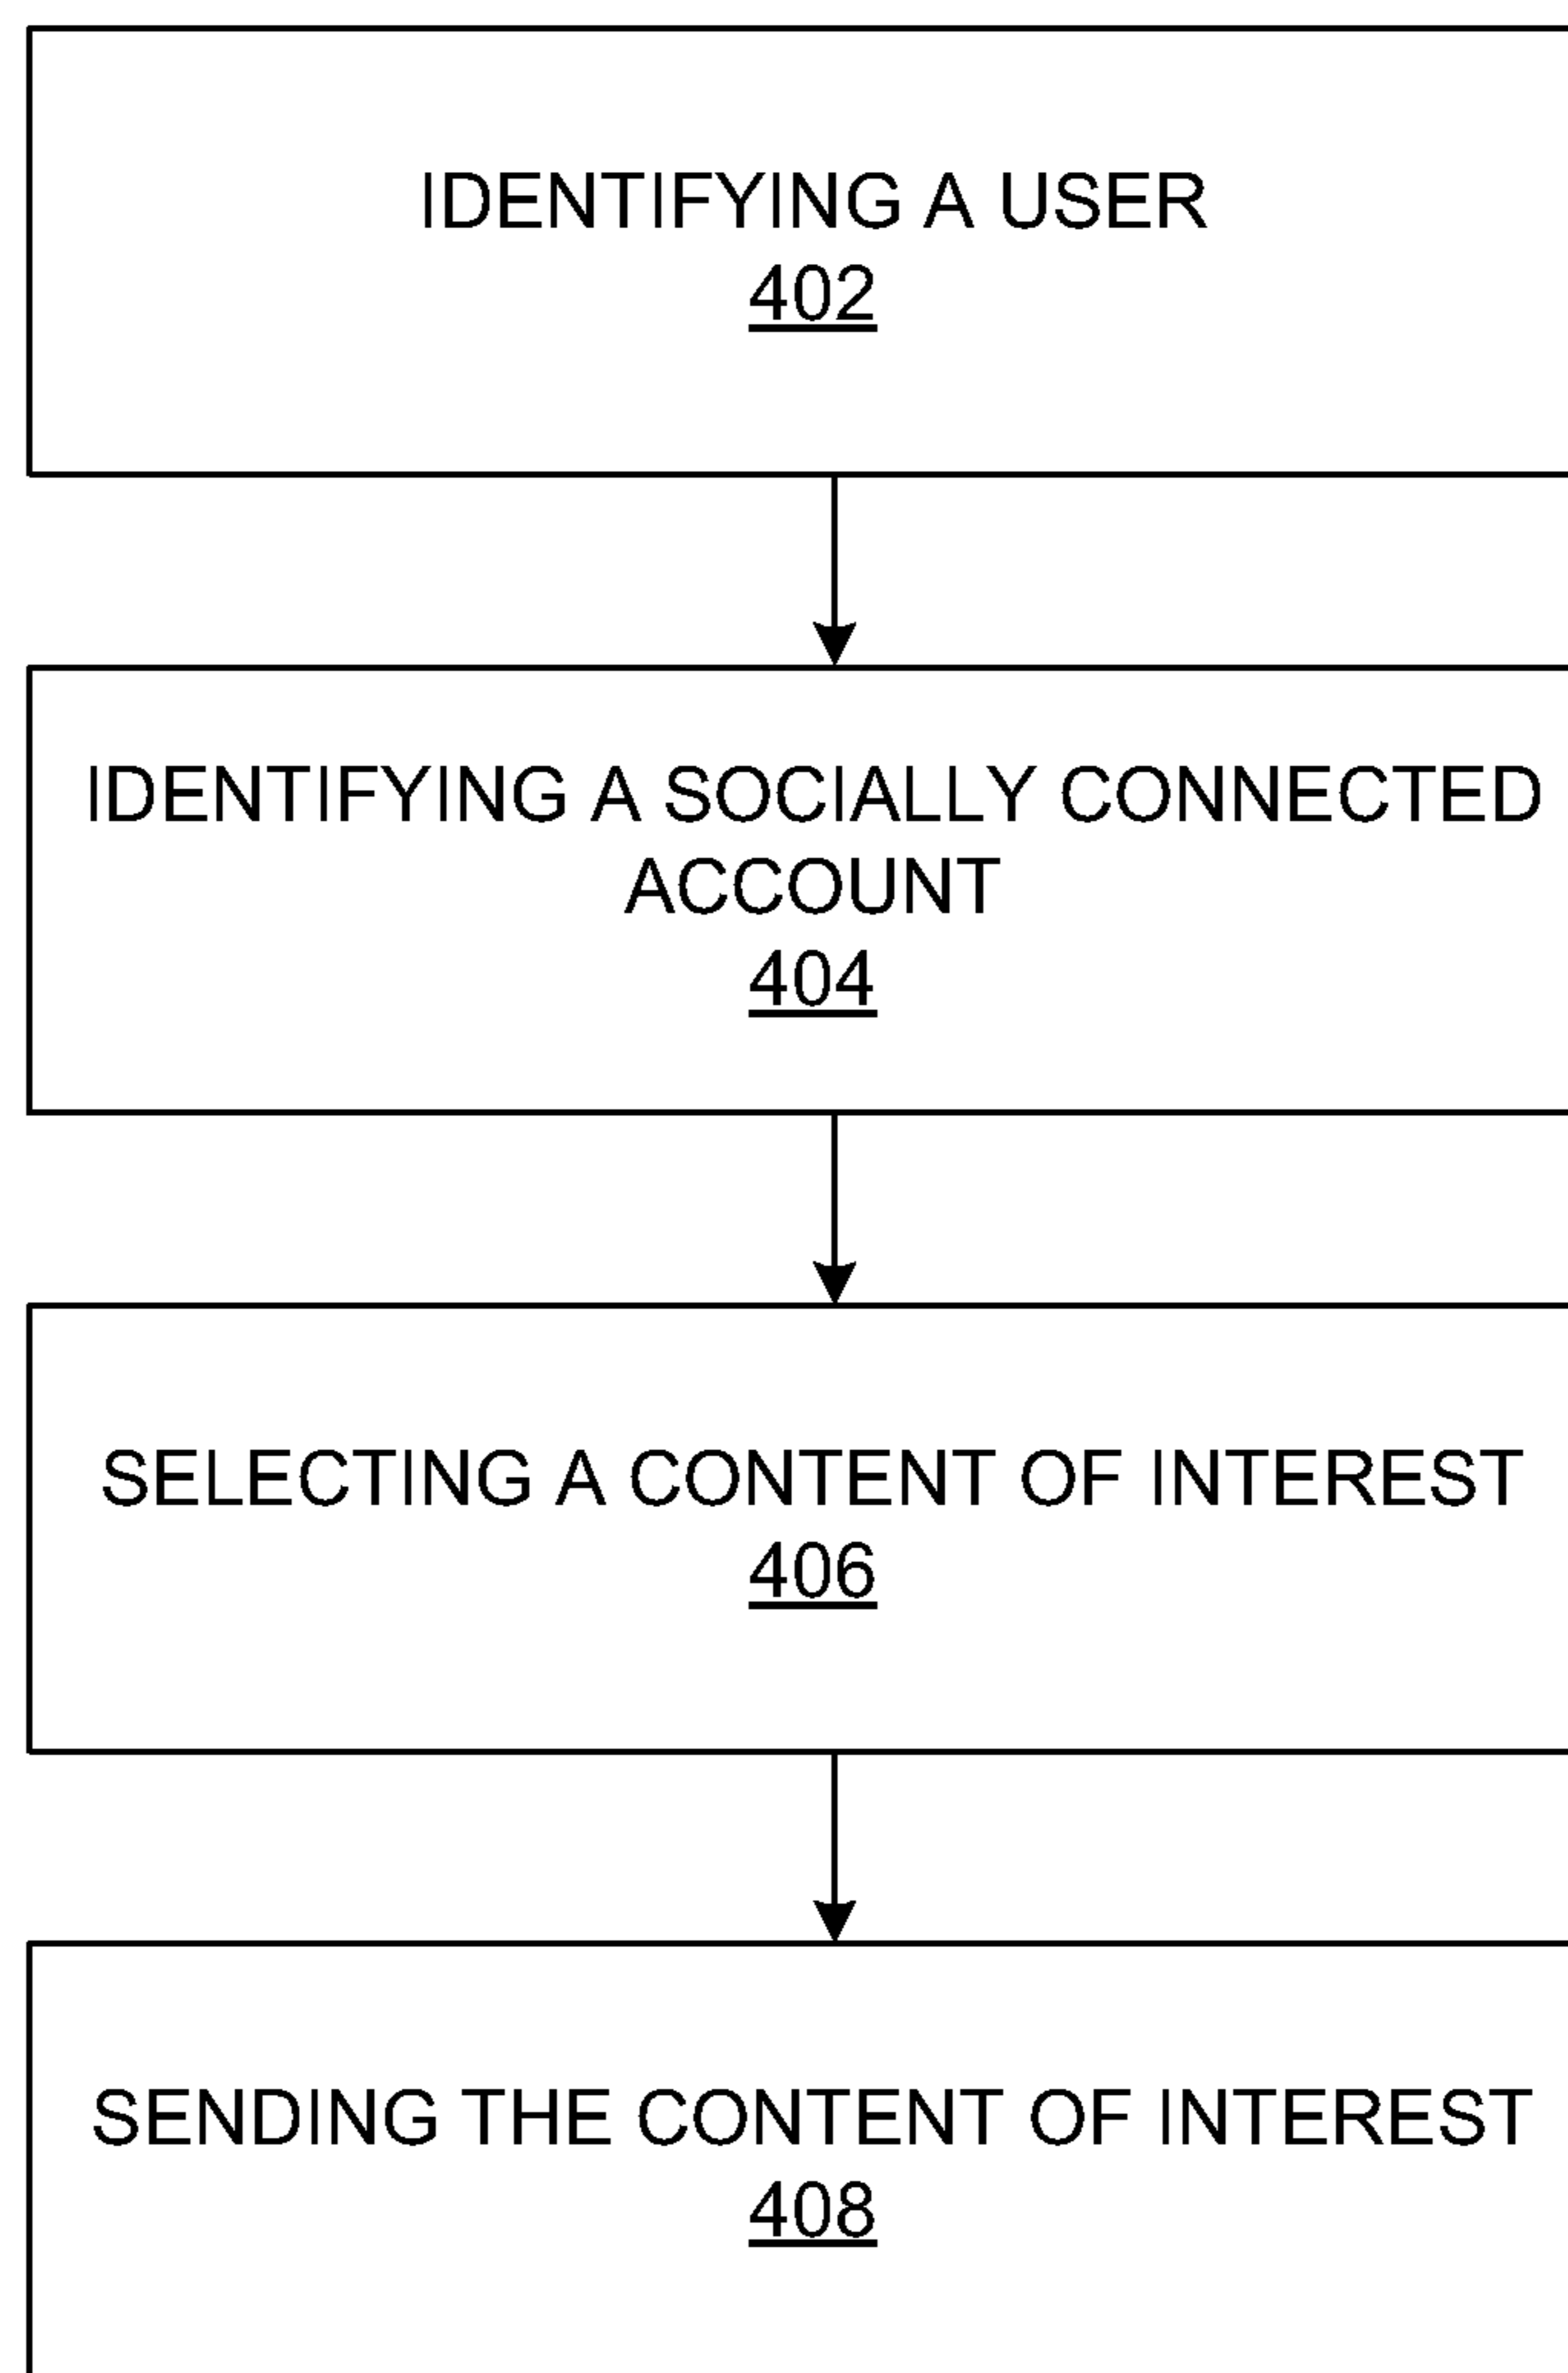 IDENTIFYING A USER
402
IDENTIFYING A SOCIALLY CONNECTED
ACCOUNT
404
SELECTING A CONTENT OF INTEREST
406
SENDING THE CONTENT OF INTEREST
408